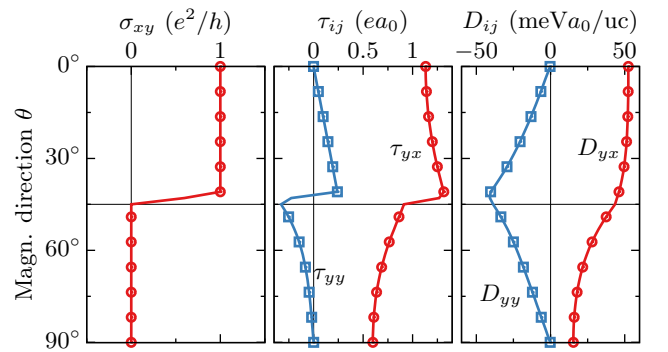 σxy (e²/h) τij (ea0) Dij (meVa0/uc)
0 1 0 0.5 1 −50 0 50
0°
30°
60°
90°
Magn. direction θ
τyx
τyy
Dyx
Dyy